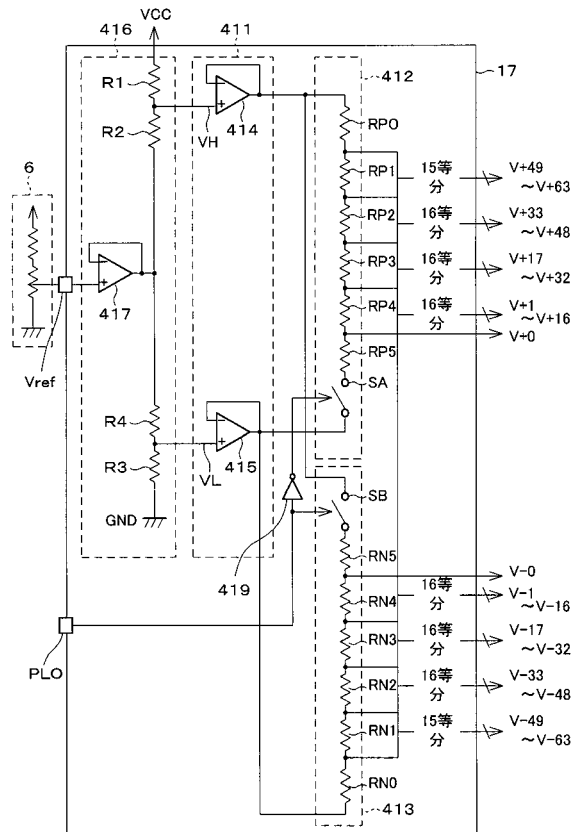 416
VCC
411
412
17
R1
414
RP0
R2
VH
RP1
15等分
V+49
～V+63
6
RP2
16等分
V+33
～V+48
RP3
16等分
V+17
～V+32
417
RP4
16等分
V+1
～V+16
V+0
Vref
RP5
SA
R4
415
R3
VL
GND
SB
419
RN5
V-0
RN4
16等分
V-1
～V-16
PLO
RN3
16等分
V-17
～V-32
RN2
16等分
V-33
～V-48
RN1
15等分
V-49
～V-63
RN0
413